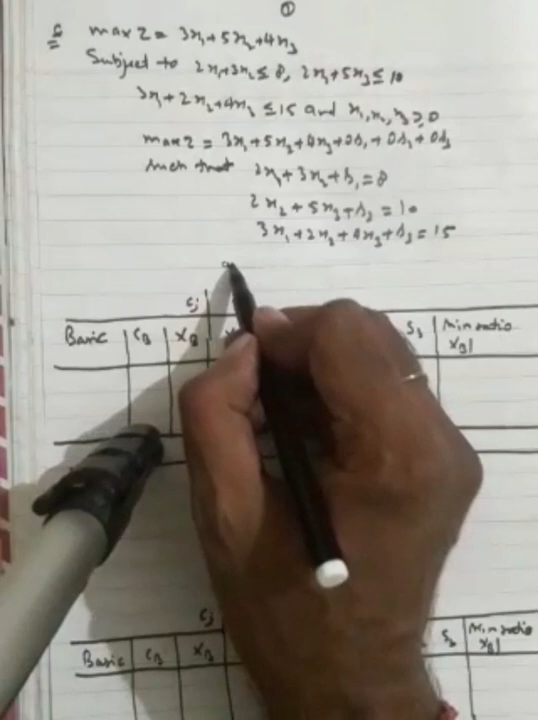 ①
Q max Z = 3x₁+5x₂+4x₃
Subject to 2x₁+3x₂ ≤ 8, 2x₂+5x₃ ≤ 10
3x₁+2x₂+4x₃ ≤ 15 and x₁, x₂, x₃ ≥ 0
max Z = 3x₁+5x₂+4x₃+0s₁+0s₂+0s₃
such that 2x₁+3x₂+s₁ = 8
2x₂+5x₃+s₂ = 10
3x₁+2x₂+4x₃+s₃ = 15
Cj
Basic CB XB S₃ Min ratio
XB/
Cj
Basic CB XB S₃ Min ratio
XB/